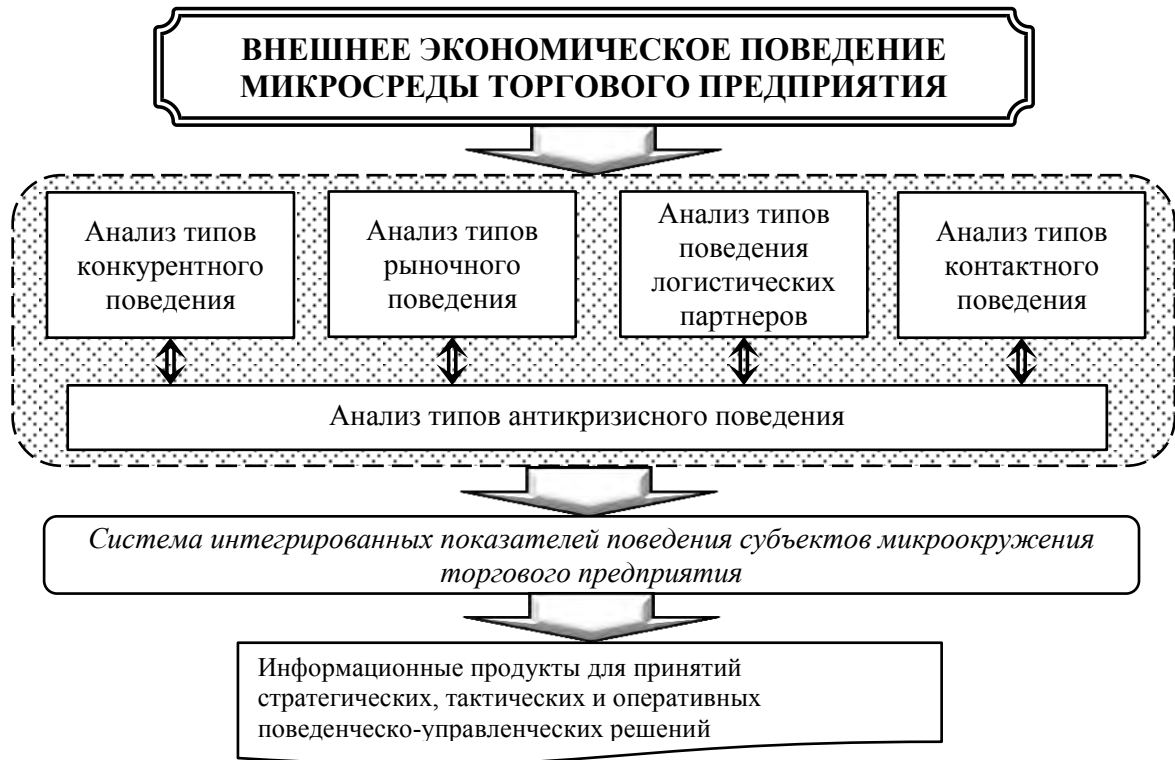 ВНЕШНЕЕ ЭКОНОМИЧЕСКОЕ ПОВЕДЕНИЕ
МИКРОСРЕДЫ ТОРГОВОГО ПРЕДПРИЯТИЯ
Анализ типов
конкурентного
поведения
Анализ типов
рыночного
поведения
Анализ типов
поведения
логистических
партнеров
Анализ типов
контактного
поведения
Анализ типов антикризисного поведения
Система интегрированных показателей поведения субъектов микроокружения
торгового предприятия
Информационные продукты для принятий
стратегических, тактических и оперативных
поведенческо-управленческих решений